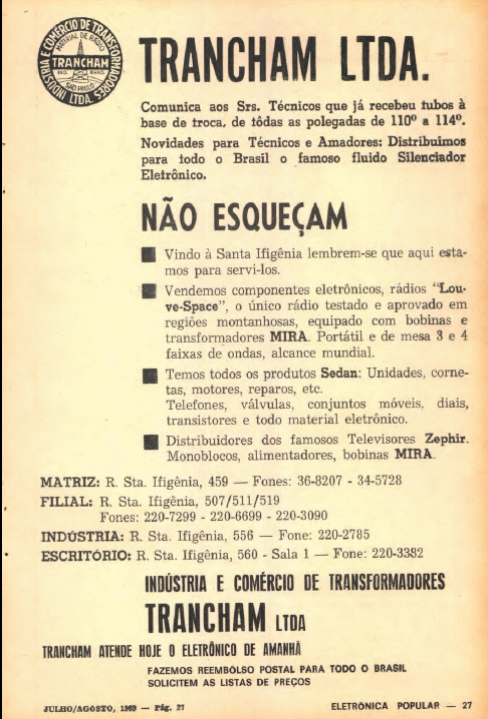 INDÚSTRIA E COMÉRCIO DE TRANSFORMADORES LTDA.
MATERIAL DE RÁDIO
TRANCHAM
SÃO PAULO
TRANCHAM LTDA.
Comunica aos Srs. Técnicos que já recebeu tubos à
base de troca, de tôdas as polegadas de 110º a 114º.
Novidades para Técnicos e Amadores: Distribuimos
para todo o Brasil o famoso fluido Silenciador
Eletrônico.
NÃO ESQUEÇAM
Vindo à Santa Ifigênia lembrem-se que aqui esta-
mos para servi-los.
Vendemos componentes eletrônicos, rádios "Lou-
ve-Space", o único rádio testado e aprovado em
regiões montanhosas, equipado com bobinas e
transformadores MIRA. Portátil e de mesa 3 e 4
faixas de ondas, alcance mundial.
Temos todos os produtos Sedan: Unidades, corne-
tas, motores, reparos, etc.
Telefones, válvulas, conjuntos móveis, diais,
transistores e todo material eletrônico.
Distribuidores dos famosos Televisores Zephir.
Monoblocos, alimentadores, bobinas MIRA.
MATRIZ: R. Sta. Ifigênia, 459 — Fones: 36-8207 - 34-5728
FILIAL: R. Sta. Ifigênia, 507/511/519
Fones: 220-7299 - 220-6699 - 220-3090
INDÚSTRIA: R. Sta. Ifigênia, 556 — Fone: 220-2785
ESCRITÓRIO: R. Sta. Ifigênia, 560 - Sala 1 — Fone: 220-3382
INDÚSTRIA E COMÉRCIO DE TRANSFORMADORES
TRANCHAM LTDA
TRANCHAM ATENDE HOJE O ELETRÔNICO DE AMANHÃ
FAZEMOS REEMBÔLSO POSTAL PARA TODO O BRASIL
SOLICITEM AS LISTAS DE PREÇOS
JULHO/AGÔSTO, 1969 — Pág. 27
ELETRÔNICA POPULAR — 27